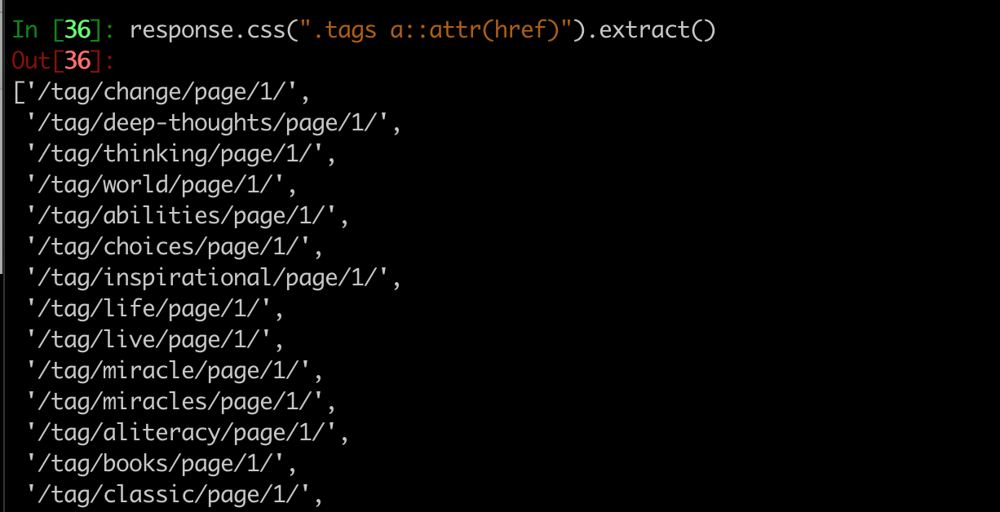 In [36]: response.css(".tags a::attr(href)").extract()
Out[36]:
['/tag/change/page/1/',
 '/tag/deep-thoughts/page/1/',
 '/tag/thinking/page/1/',
 '/tag/world/page/1/',
 '/tag/abilities/page/1/',
 '/tag/choices/page/1/',
 '/tag/inspirational/page/1/',
 '/tag/life/page/1/',
 '/tag/live/page/1/',
 '/tag/miracle/page/1/',
 '/tag/miracles/page/1/',
 '/tag/aliteracy/page/1/',
 '/tag/books/page/1/',
 '/tag/classic/page/1/',